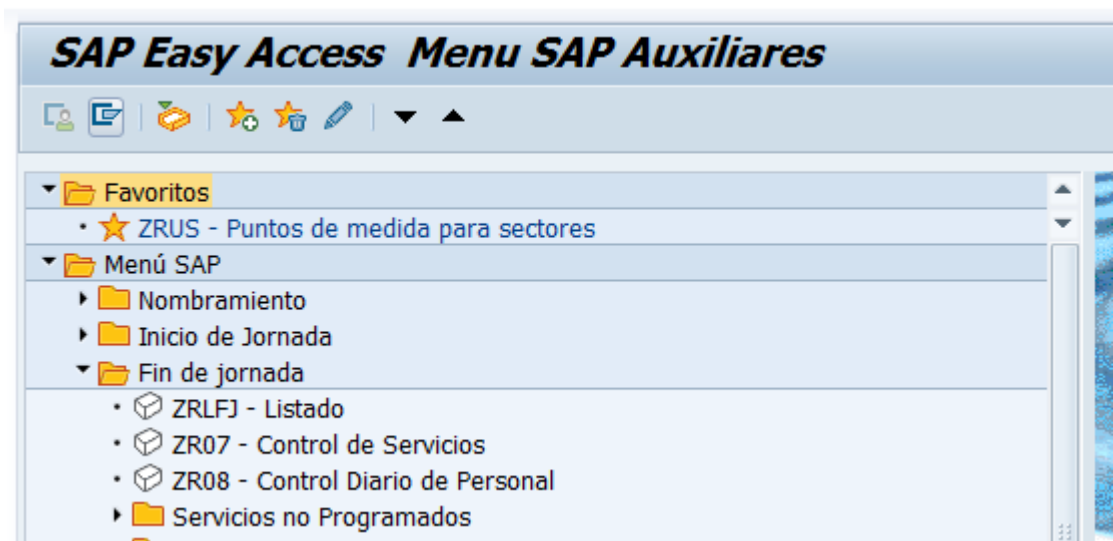 SAP Easy Access Menu SAP Auxiliares
Favoritos
ZRUS - Puntos de medida para sectores
Menú SAP
Nombramiento
Inicio de Jornada
Fin de jornada
ZRLFJ - Listado
ZR07 - Control de Servicios
ZR08 - Control Diario de Personal
Servicios no Programados